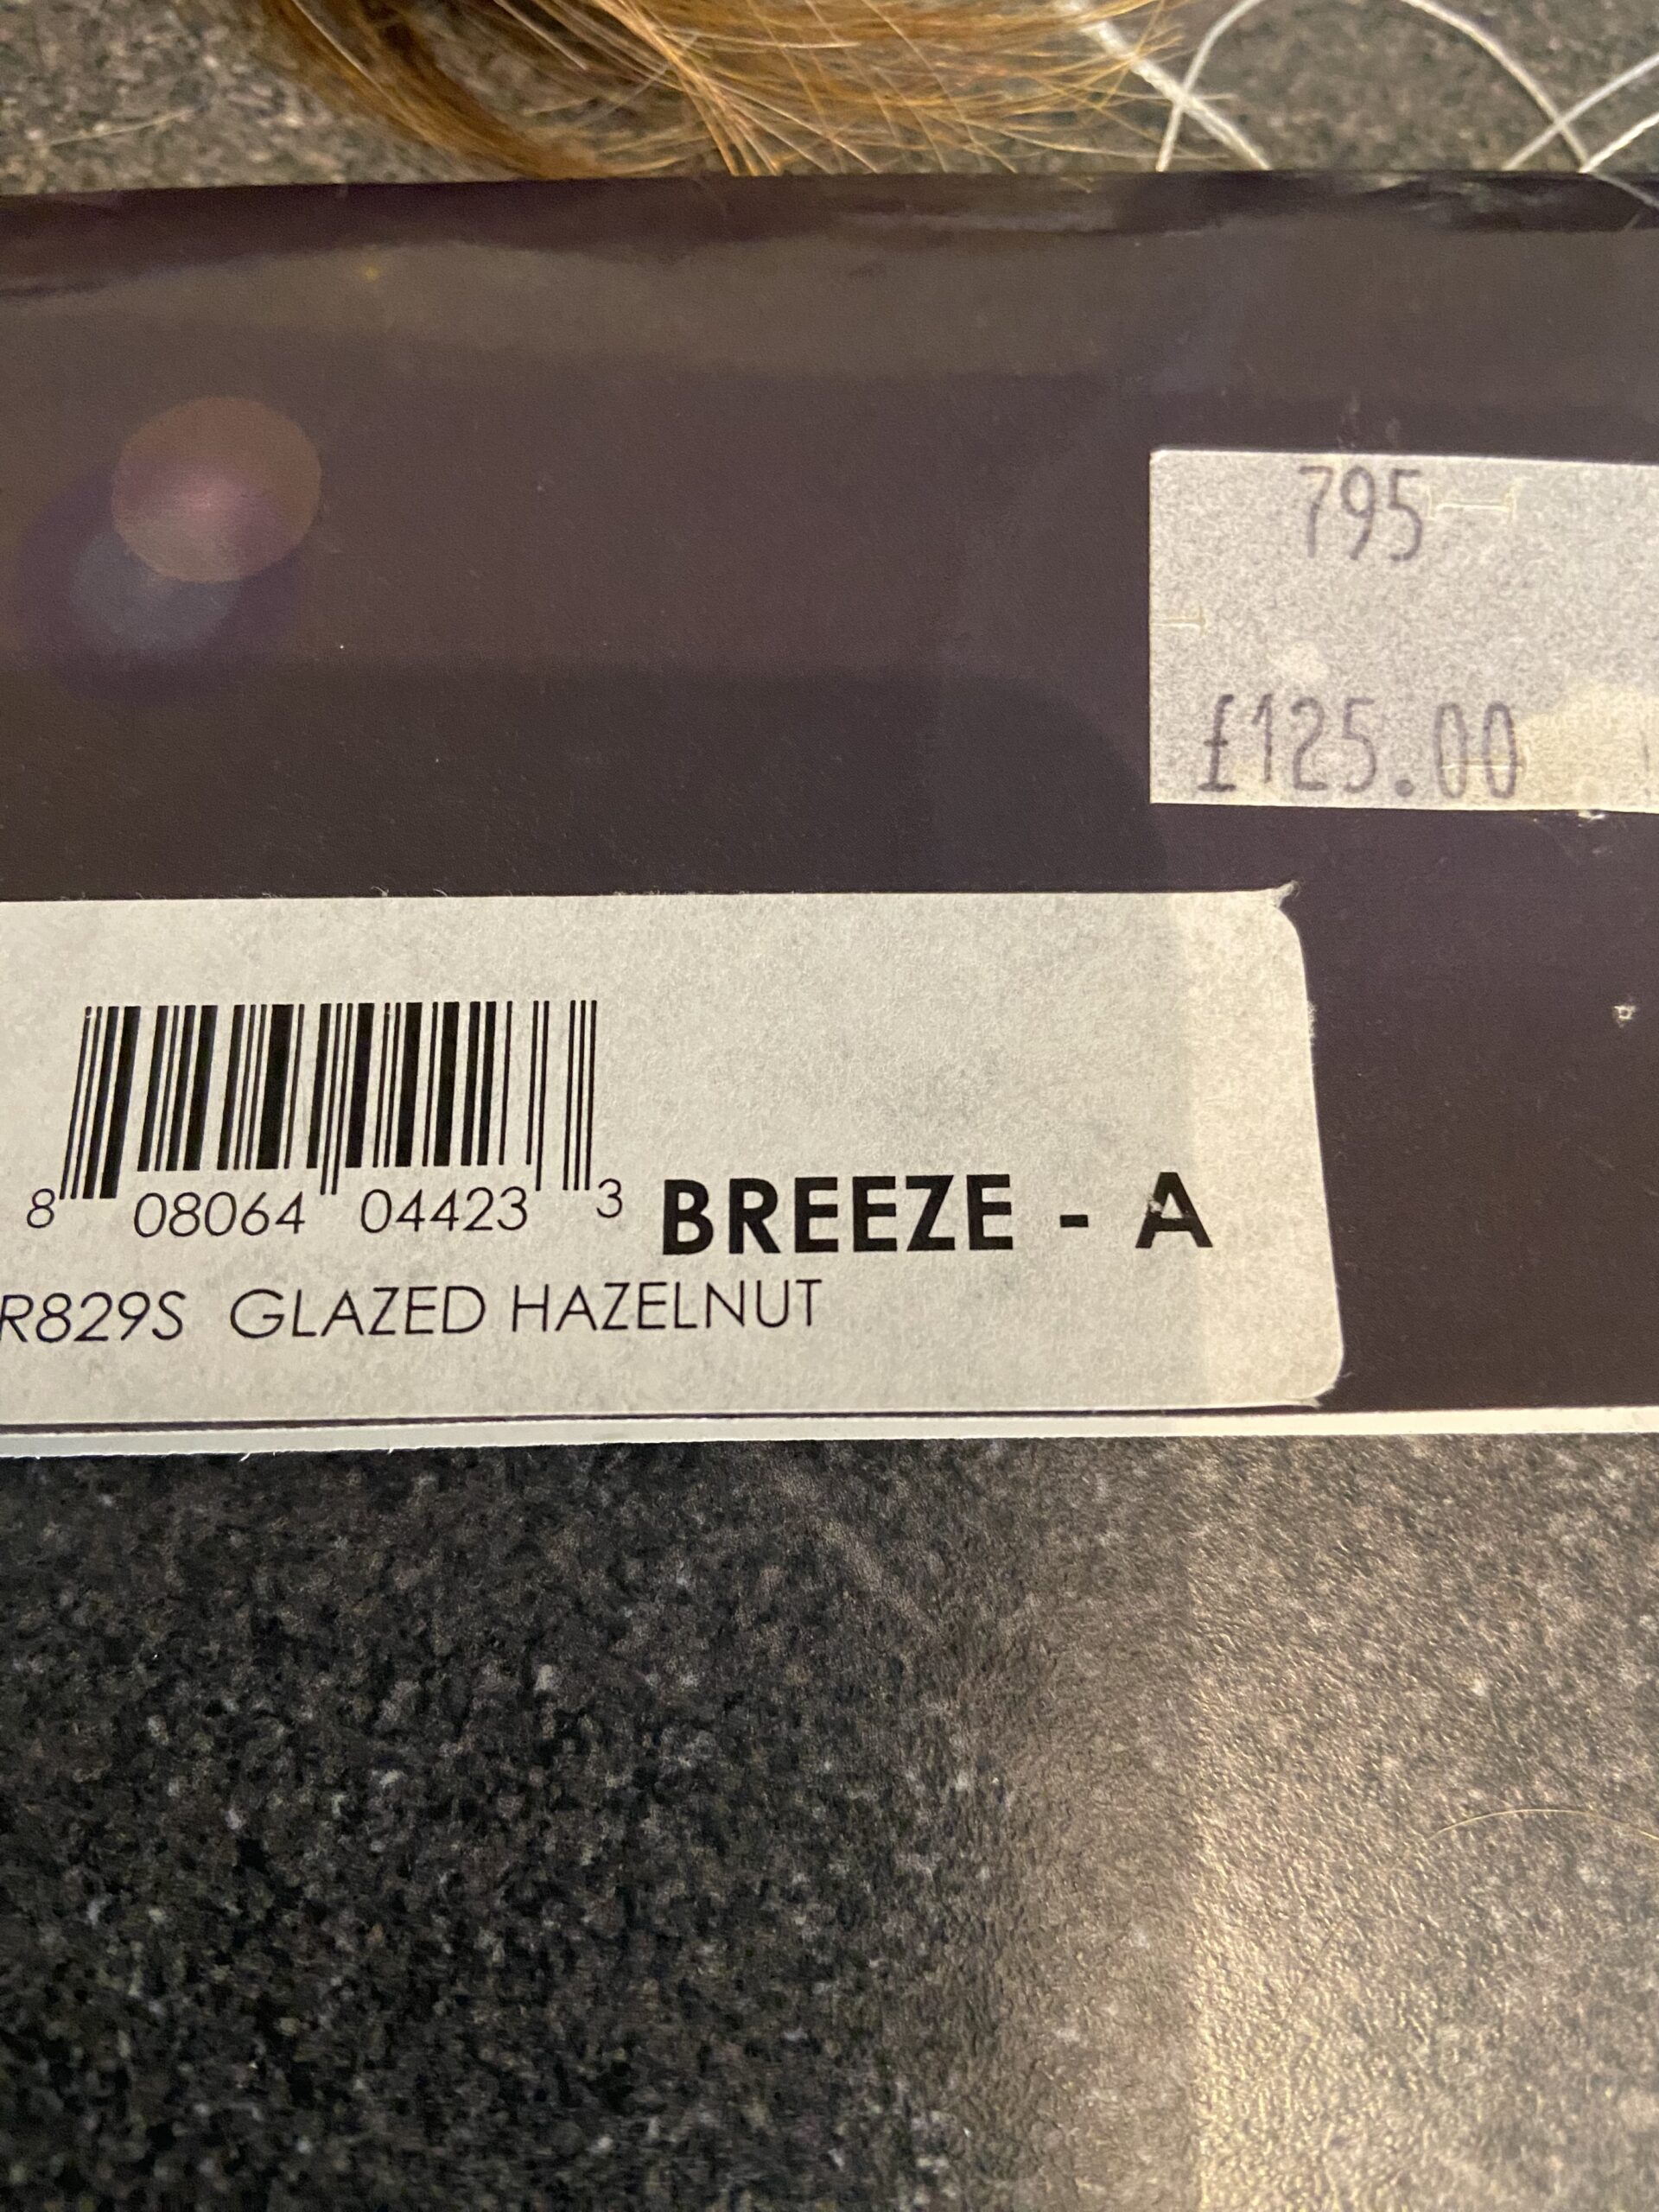 795
£125.00
8 08064 04423 3
BREEZE - A
R829S GLAZED HAZELNUT